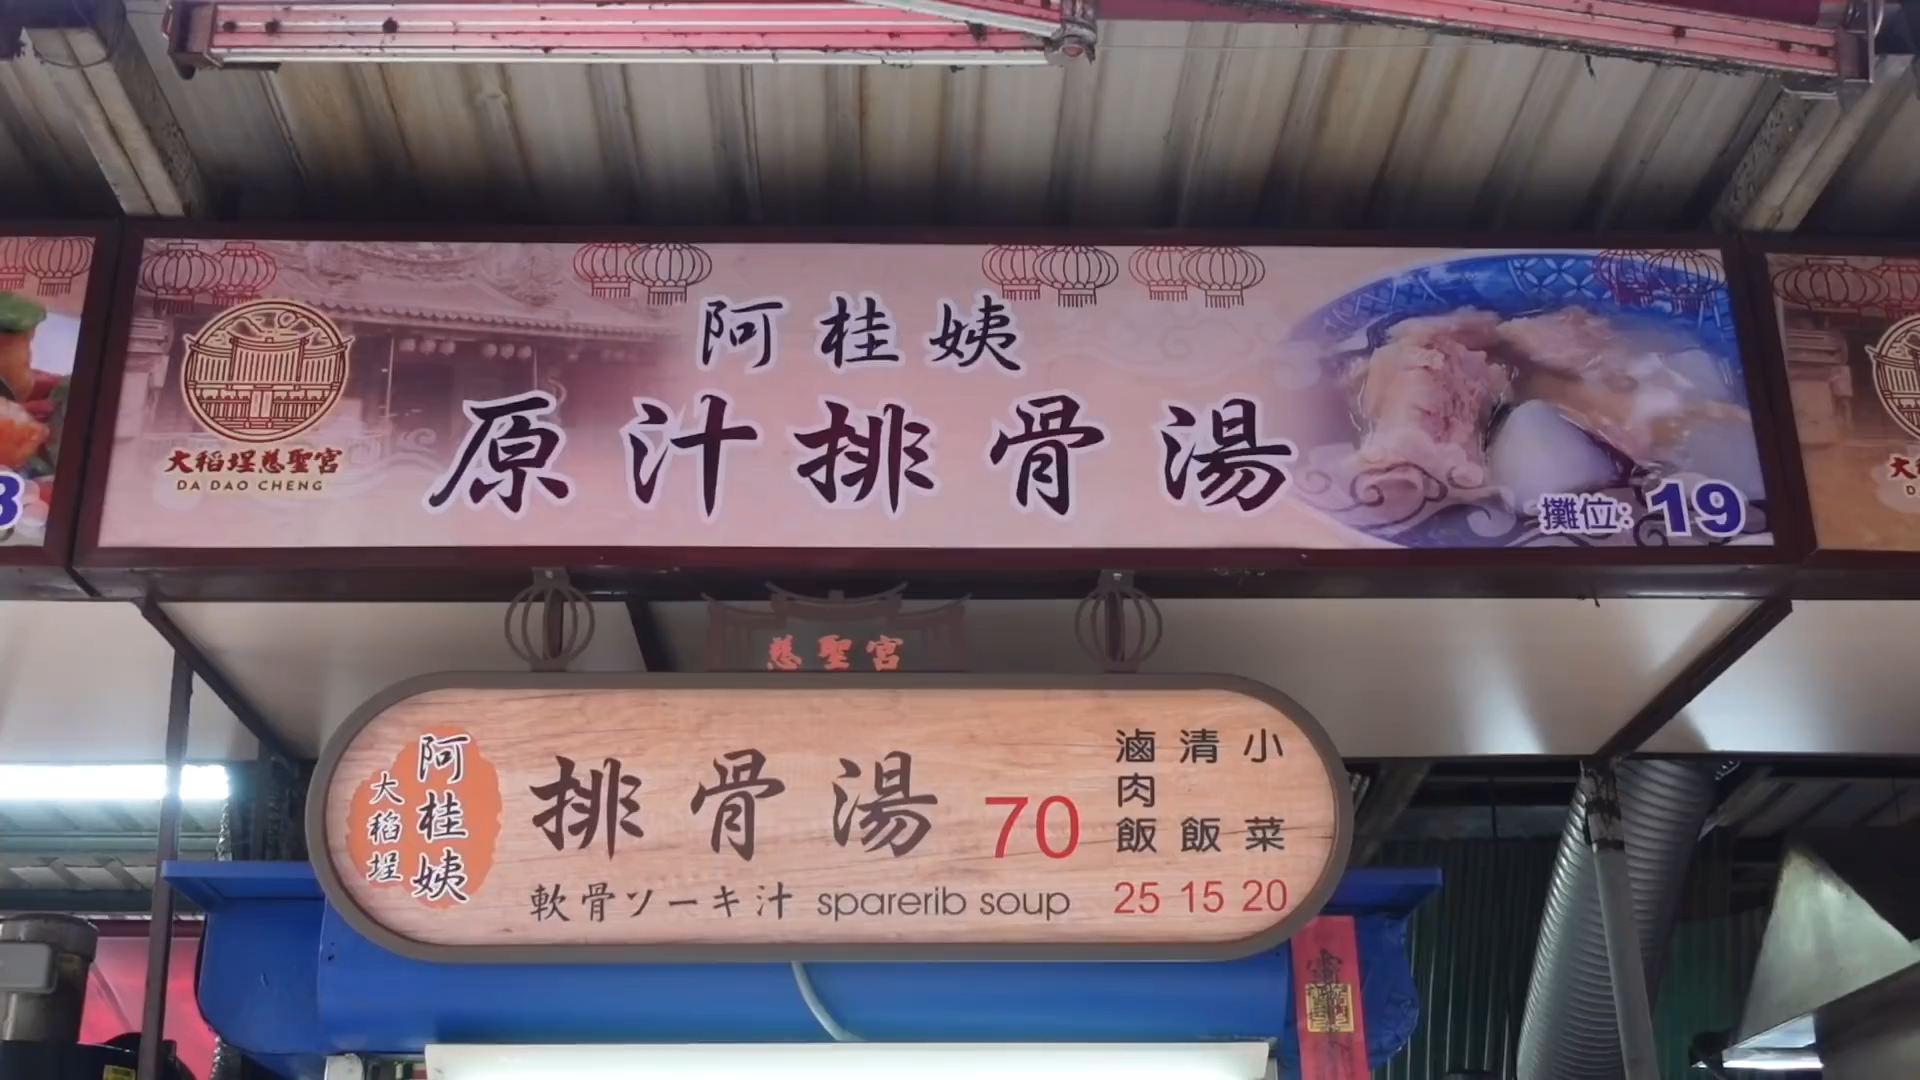 阿桂姨
原汁排骨湯
大稻埕慈聖宮
DA DAO CHENG
攤位: 19
慈聖宮
大稻埕
阿桂姨
排骨湯 70
軟骨ソーキ汁 sparerib soup
滷肉飯 25
清飯 15
小菜 20